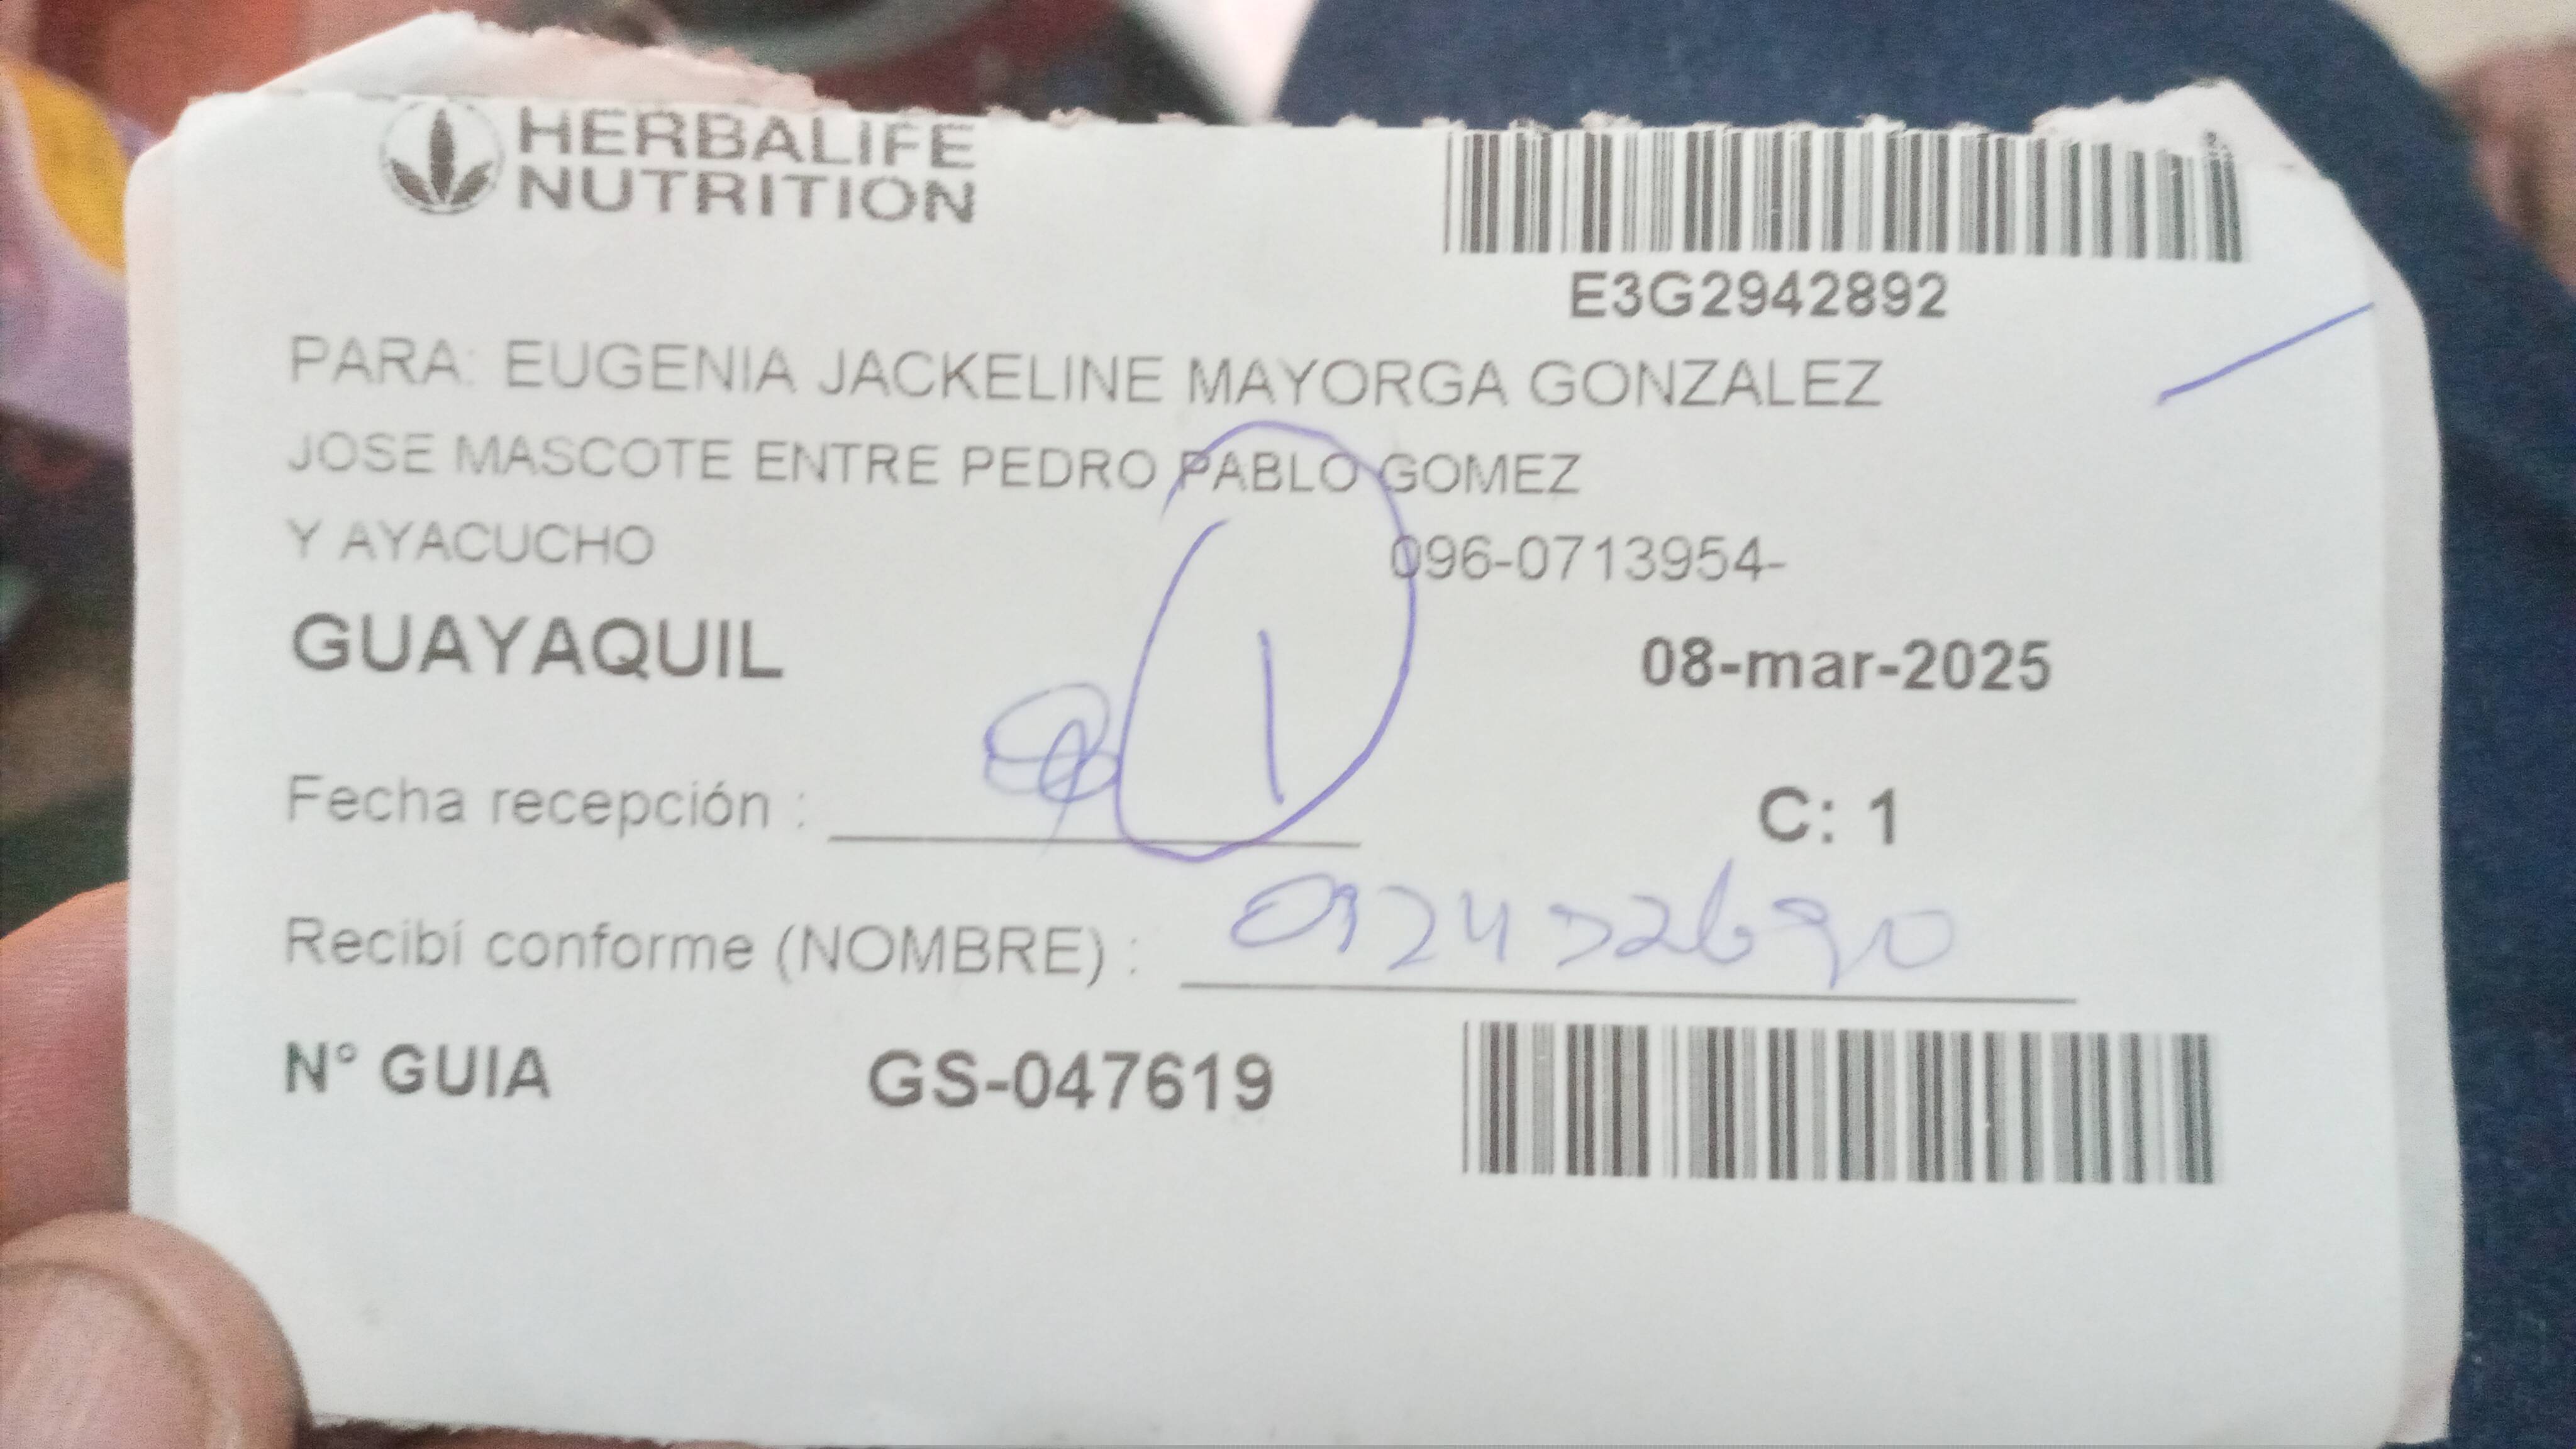 HERBALIFE
NUTRITION
E3G2942892
PARA: EUGENIA JACKELINE MAYORGA GONZALEZ
JOSE MASCOTE ENTRE PEDRO PABLO GOMEZ
Y AYACUCHO 096-0713954-
GUAYAQUIL 08-mar-2025
1
Fecha recepción : C: 1
Recibí conforme (NOMBRE) :
N° GUIA GS-047619